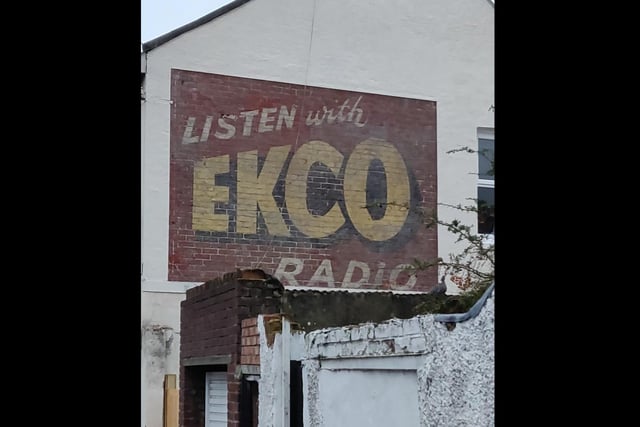 LISTEN with
EKCO
RADIO